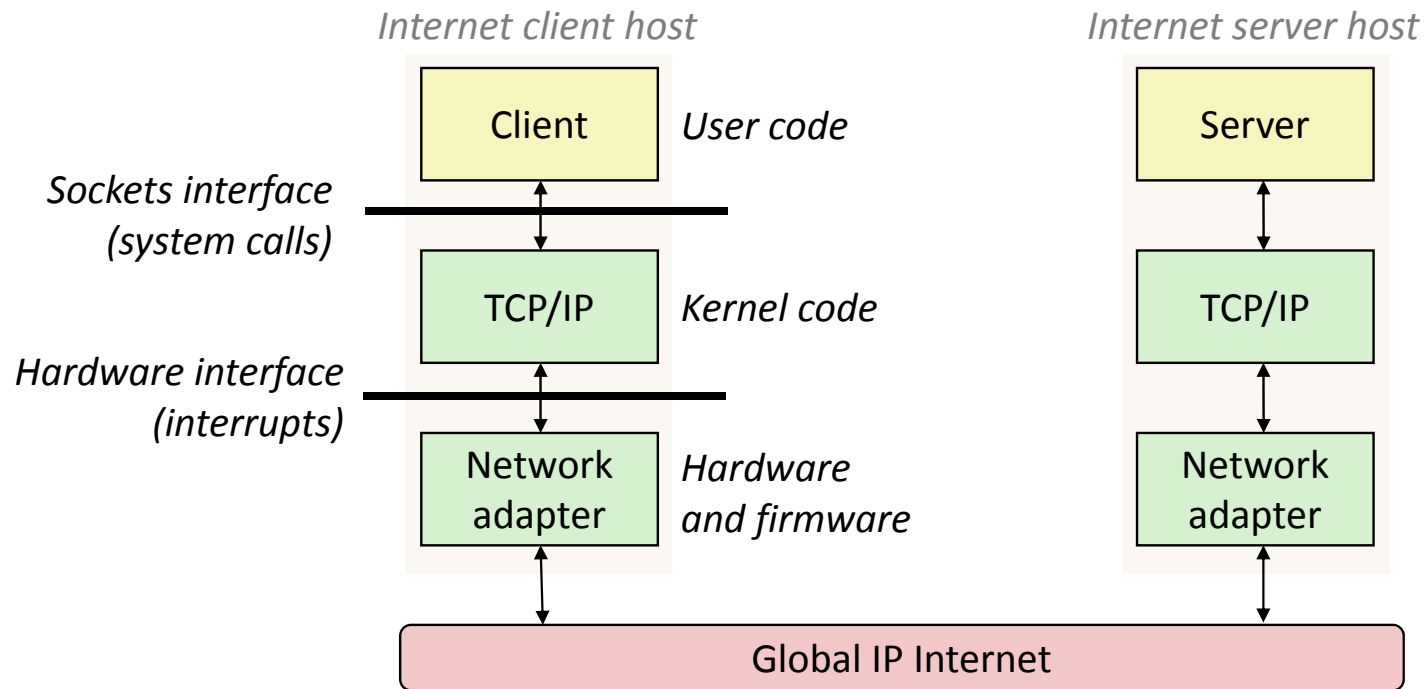 Internet client host
Internet server host
Client
User code
Server
Sockets interface
(system calls)
TCP/IP
Kernel code
TCP/IP
Hardware interface
(interrupts)
Network
adapter
Hardware
and firmware
Network
adapter
Global IP Internet